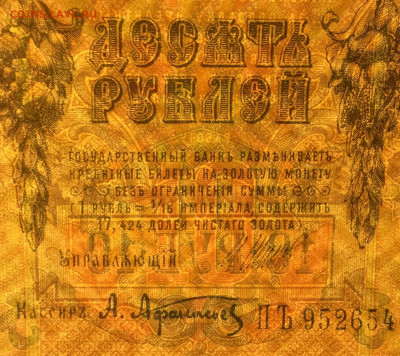 ДЕСЯТЬ
РУБЛЕЙ
ГОСУДАРСТВЕННЫЙ БАНКЪ РАЗМѢНИВАЕТЪ
КРЕДИТНЫЕ БИЛЕТЫ НА ЗОЛОТУЮ МОНЕТУ
БЕЗЪ ОГРАНИЧЕНІЯ СУММЫ
(1 РУБЛЬ = 1/15 ИМПЕРІАЛА, СОДЕРЖИТЪ
17,424 ДОЛЕЙ ЧИСТАГО ЗОЛОТА)
Управляющій
Кассиръ А. Афанасьевъ ПЪ 952654